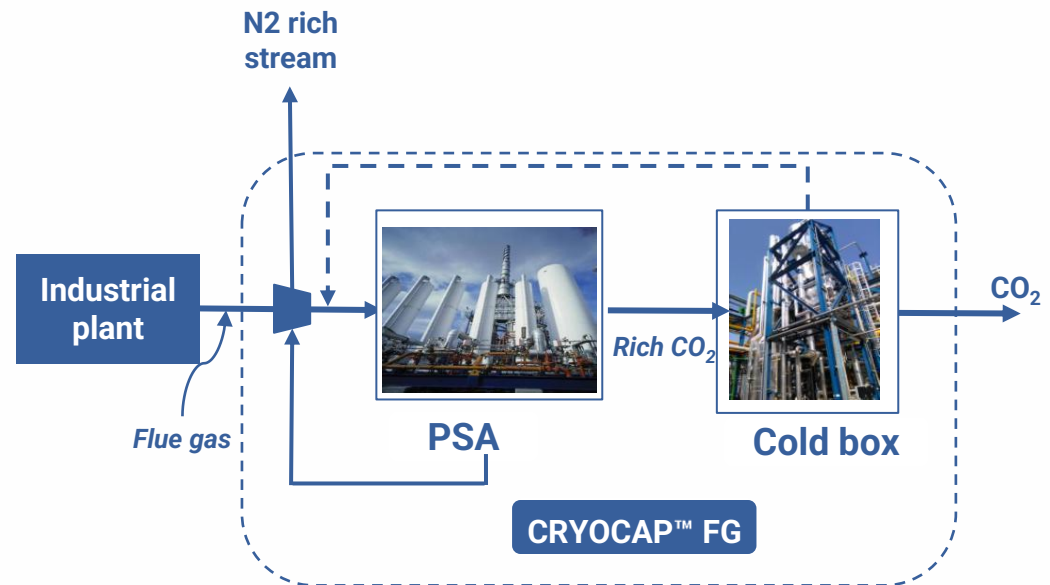 N2 rich
stream
Industrial
plant
CO₂
Rich CO₂
Flue gas
PSA
Cold box
CRYOCAP™ FG